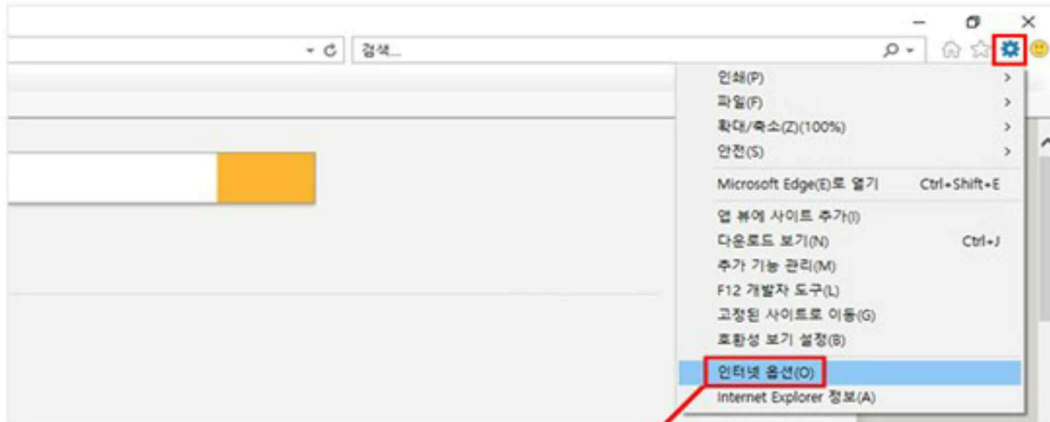 검색...
인쇄(P)
파일(F)
확대/축소(Z)(100%)
안전(S)
Microsoft Edge(E)로 열기 Ctrl+Shift+E
앱 뷰에 사이트 추가(I)
다운로드 보기(N) Ctrl+J
추가 기능 관리(M)
F12 개발자 도구(L)
고정된 사이트로 이동(G)
호환성 보기 설정(B)
인터넷 옵션(O)
Internet Explorer 정보(A)